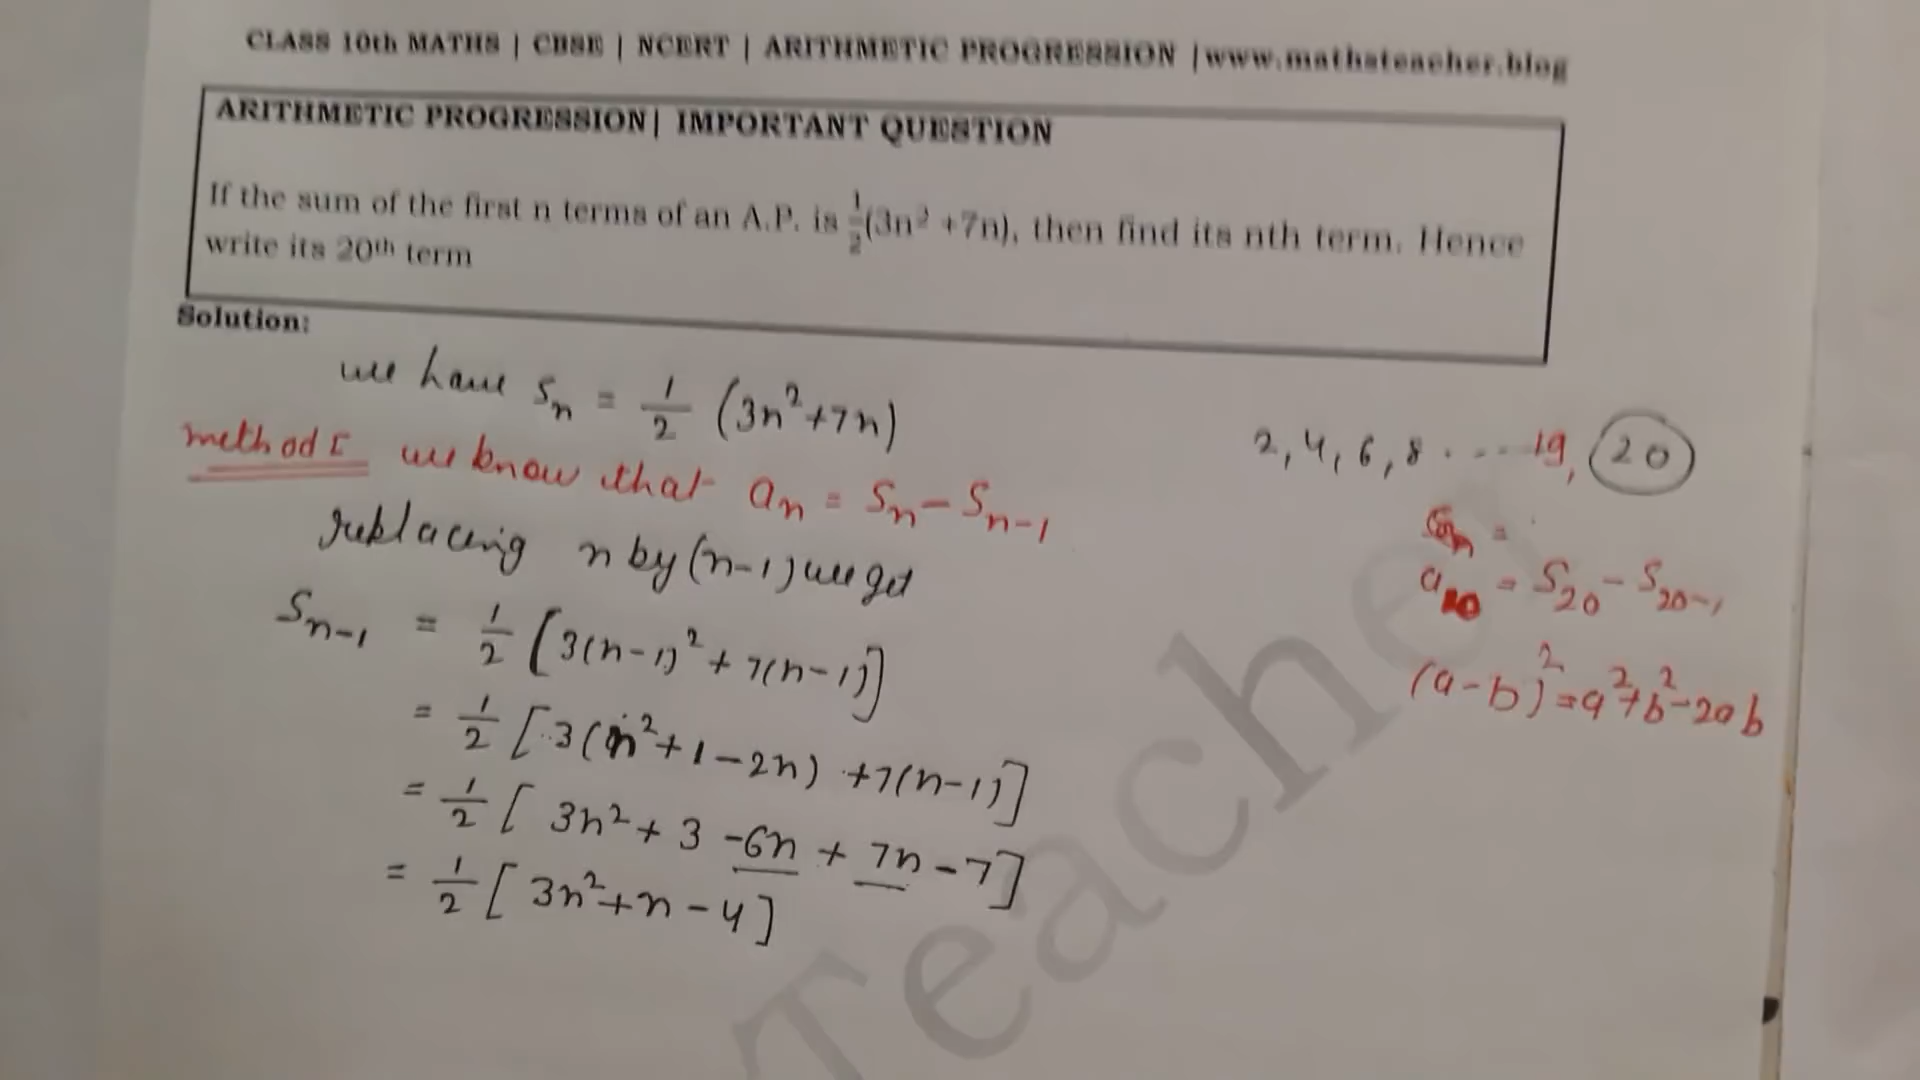 CLASS 10th MATHS | CBSE | NCERT | ARITHMETIC PROGRESSION | www.mathsteacher.blog
ARITHMETIC PROGRESSION| IMPORTANT QUESTION
If the sum of the first n terms of an A.P. is 1/2(3n² +7n), then find its nth term. Hence
write its 20th term
Solution:
we have Sn = 1/2 (3n²+7n)
2, 4, 6, 8 .... 19, 20
method I we know that an = Sn - Sn-1
Sn =
replacing n by (n-1) we get
a20 = S20 - S20-1
Sn-1 = 1/2 [3(n-1)² + 7(n-1)]
(a-b)² = a²+b²-2ab
= 1/2 [3(n²+1-2n) +7(n-1)]
= 1/2 [3n²+3-6n+7n-7]
= 1/2 [3n²+n-4]
Teacher